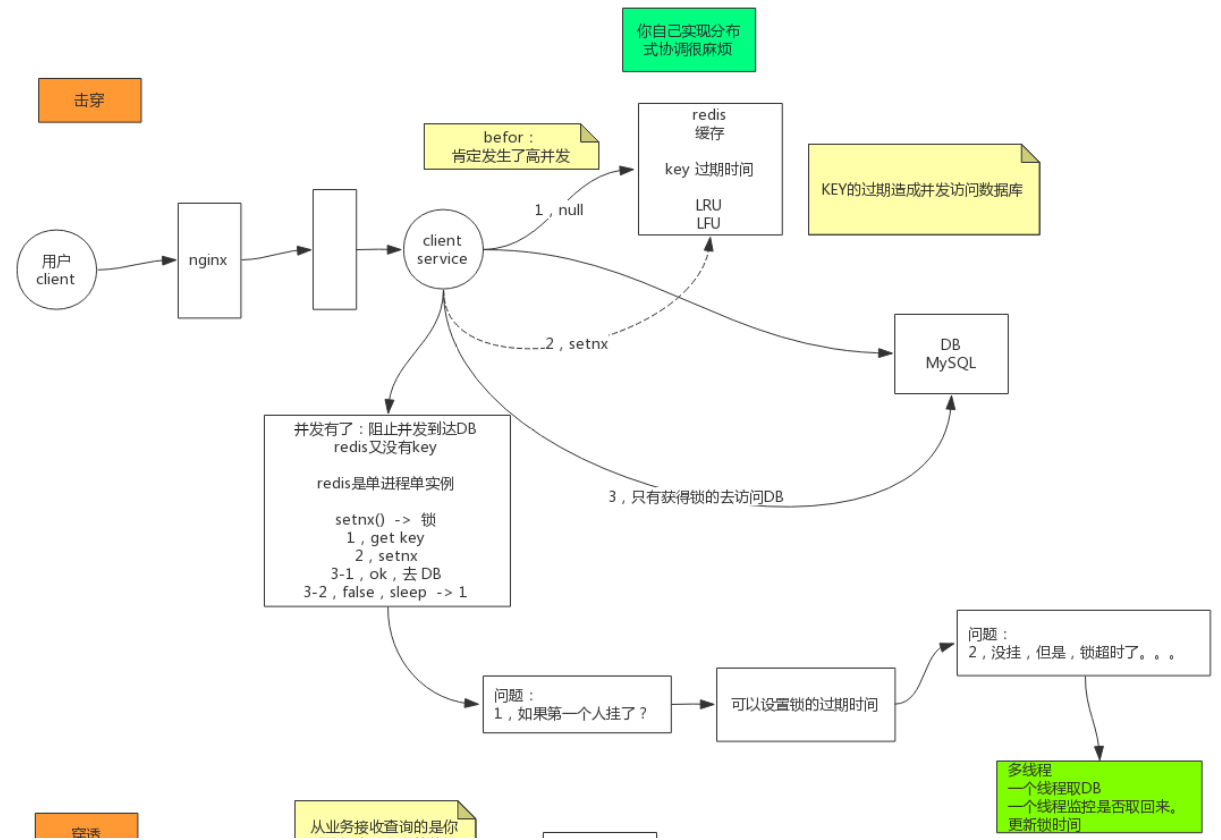 你自己实现分布
式协调很麻烦
击穿
befor：
肯定发生了高并发
redis
缓存
key 过期时间
LRU
LFU
KEY的过期造成并发访问数据库
1，null
用户
client
nginx
client
service
2，setnx
DB
MySQL
并发有了：阻止并发到达DB
redis又没有key
redis是单进程单实例
setnx() -> 锁
1，get key
2，setnx
3-1，ok，去 DB
3-2，false，sleep -> 1
3，只有获得锁的去访问DB
问题：
1，如果第一个人挂了？
可以设置锁的过期时间
问题：
2，没挂，但是，锁超时了。。。
多线程
一个线程取DB
一个线程监控是否取回来。
更新锁时间
穿透
从业务接收查询的是你